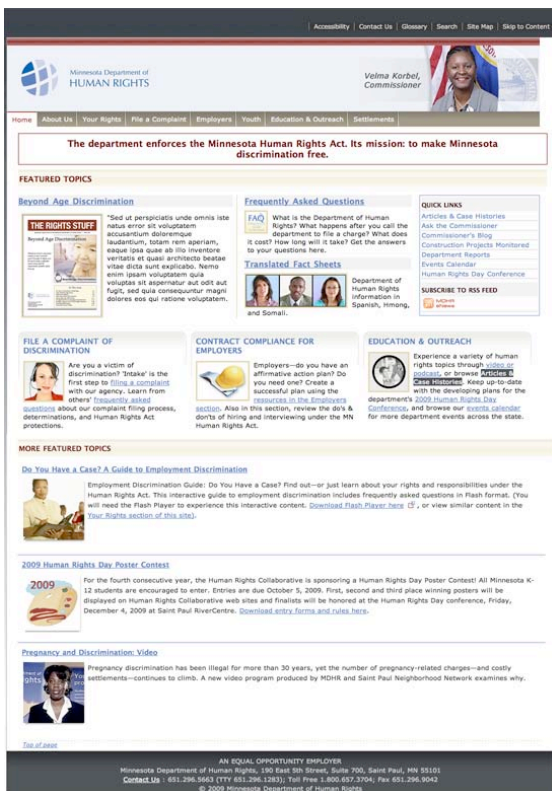 Accessibility | Contact Us | Glossary | Search | Site Map | Skip to Content
Minnesota Department of
HUMAN RIGHTS
Velma Korbel,
Commissioner
Home About Us Your Rights File a Complaint Employers Youth Education & Outreach Settlements
The department enforces the Minnesota Human Rights Act. Its mission: to make Minnesota
discrimination free.
FEATURED TOPICS
Beyond Age Discrimination
THE RIGHTS STUFF
Beyond Age Discrimination
"Sed ut perspiciatis unde omnis iste
natus error sit voluptatem
accusantium doloremque
laudantium, totam rem aperiam,
eaque ipsa quae ab illo inventore
veritatis et quasi architecto beatae
vitae dicta sunt explicabo. Nemo
enim ipsam voluptatem quia
voluptas sit aspernatur aut odit aut
fugit, sed quia consequuntur magni
dolores eos qui ratione voluptatem.
Frequently Asked Questions
FAQ
What is the Department of Human
Rights? What happens after you call the
department to file a charge? What does
it cost? How long will it take? Get the answers
to your questions here.
Translated Fact Sheets
Department of
Human Rights
information in
Spanish, Hmong,
and Somali.
QUICK LINKS
Articles & Case Histories
Ask the Commissioner
Commissioner's Blog
Construction Projects Monitored
Department Reports
Events Calendar
Human Rights Day Conference
SUBSCRIBE TO RSS FEED
MDHR
FILE A COMPLAINT OF
DISCRIMINATION
Are you a victim of
discrimination? 'Intake' is the
first step to filing a complaint
with our agency. Learn from
others' frequently asked
questions about our complaint filing process,
determinations, and Human Rights Act
protections.
CONTRACT COMPLIANCE FOR
EMPLOYERS
Employers—do you have an
affirmative action plan? Do
you need one? Create a
successful plan using the
resources in the Employers
section. Also in this section, review the do's &
don'ts of hiring and interviewing under the MN
Human Rights Act.
EDUCATION & OUTREACH
Experience a variety of human
rights topics through video or
podcast, or browse Articles &
Case Histories. Keep up-to-date
with the developing plans for the
department's 2009 Human Rights Day
Conference, and browse our events calendar
for more department events across the state.
MORE FEATURED TOPICS
Do You Have a Case? A Guide to Employment Discrimination
Employment Discrimination Guide: Do You Have a Case? Find out—or just learn about your rights and responsibilities under the
Human Rights Act. This interactive guide to employment discrimination includes frequently asked questions in Flash format. (You
will need the Flash Player to experience this interactive content. Download Flash Player here , or view similar content in the
Your Rights section of this site).
2009 Human Rights Day Poster Contest
2009
For the fourth consecutive year, the Human Rights Collaborative is sponsoring a Human Rights Day Poster Contest! All Minnesota K-
12 students are encouraged to enter. Entries are due October 5, 2009. First, second and third place winning posters will be
displayed on Human Rights Collaborative web sites and finalists will be honored at the Human Rights Day conference, Friday,
December 4, 2009 at Saint Paul RiverCentre. Download entry forms and rules here.
Pregnancy and Discrimination: Video
Pregnancy discrimination has been illegal for more than 30 years, yet the number of pregnancy-related charges—and costly
settlements—continues to climb. A new video program produced by MDHR and Saint Paul Neighborhood Network examines why.
Top of page
AN EQUAL OPPORTUNITY EMPLOYER
Minnesota Department of Human Rights, 190 East 5th Street, Suite 700, Saint Paul, MN 55101
Contact Us : 651.296.5663 (TTY 651.296.1283); Toll Free 1.800.657.3704; Fax 651.296.9042
© 2009 Minnesota Department of Human Rights